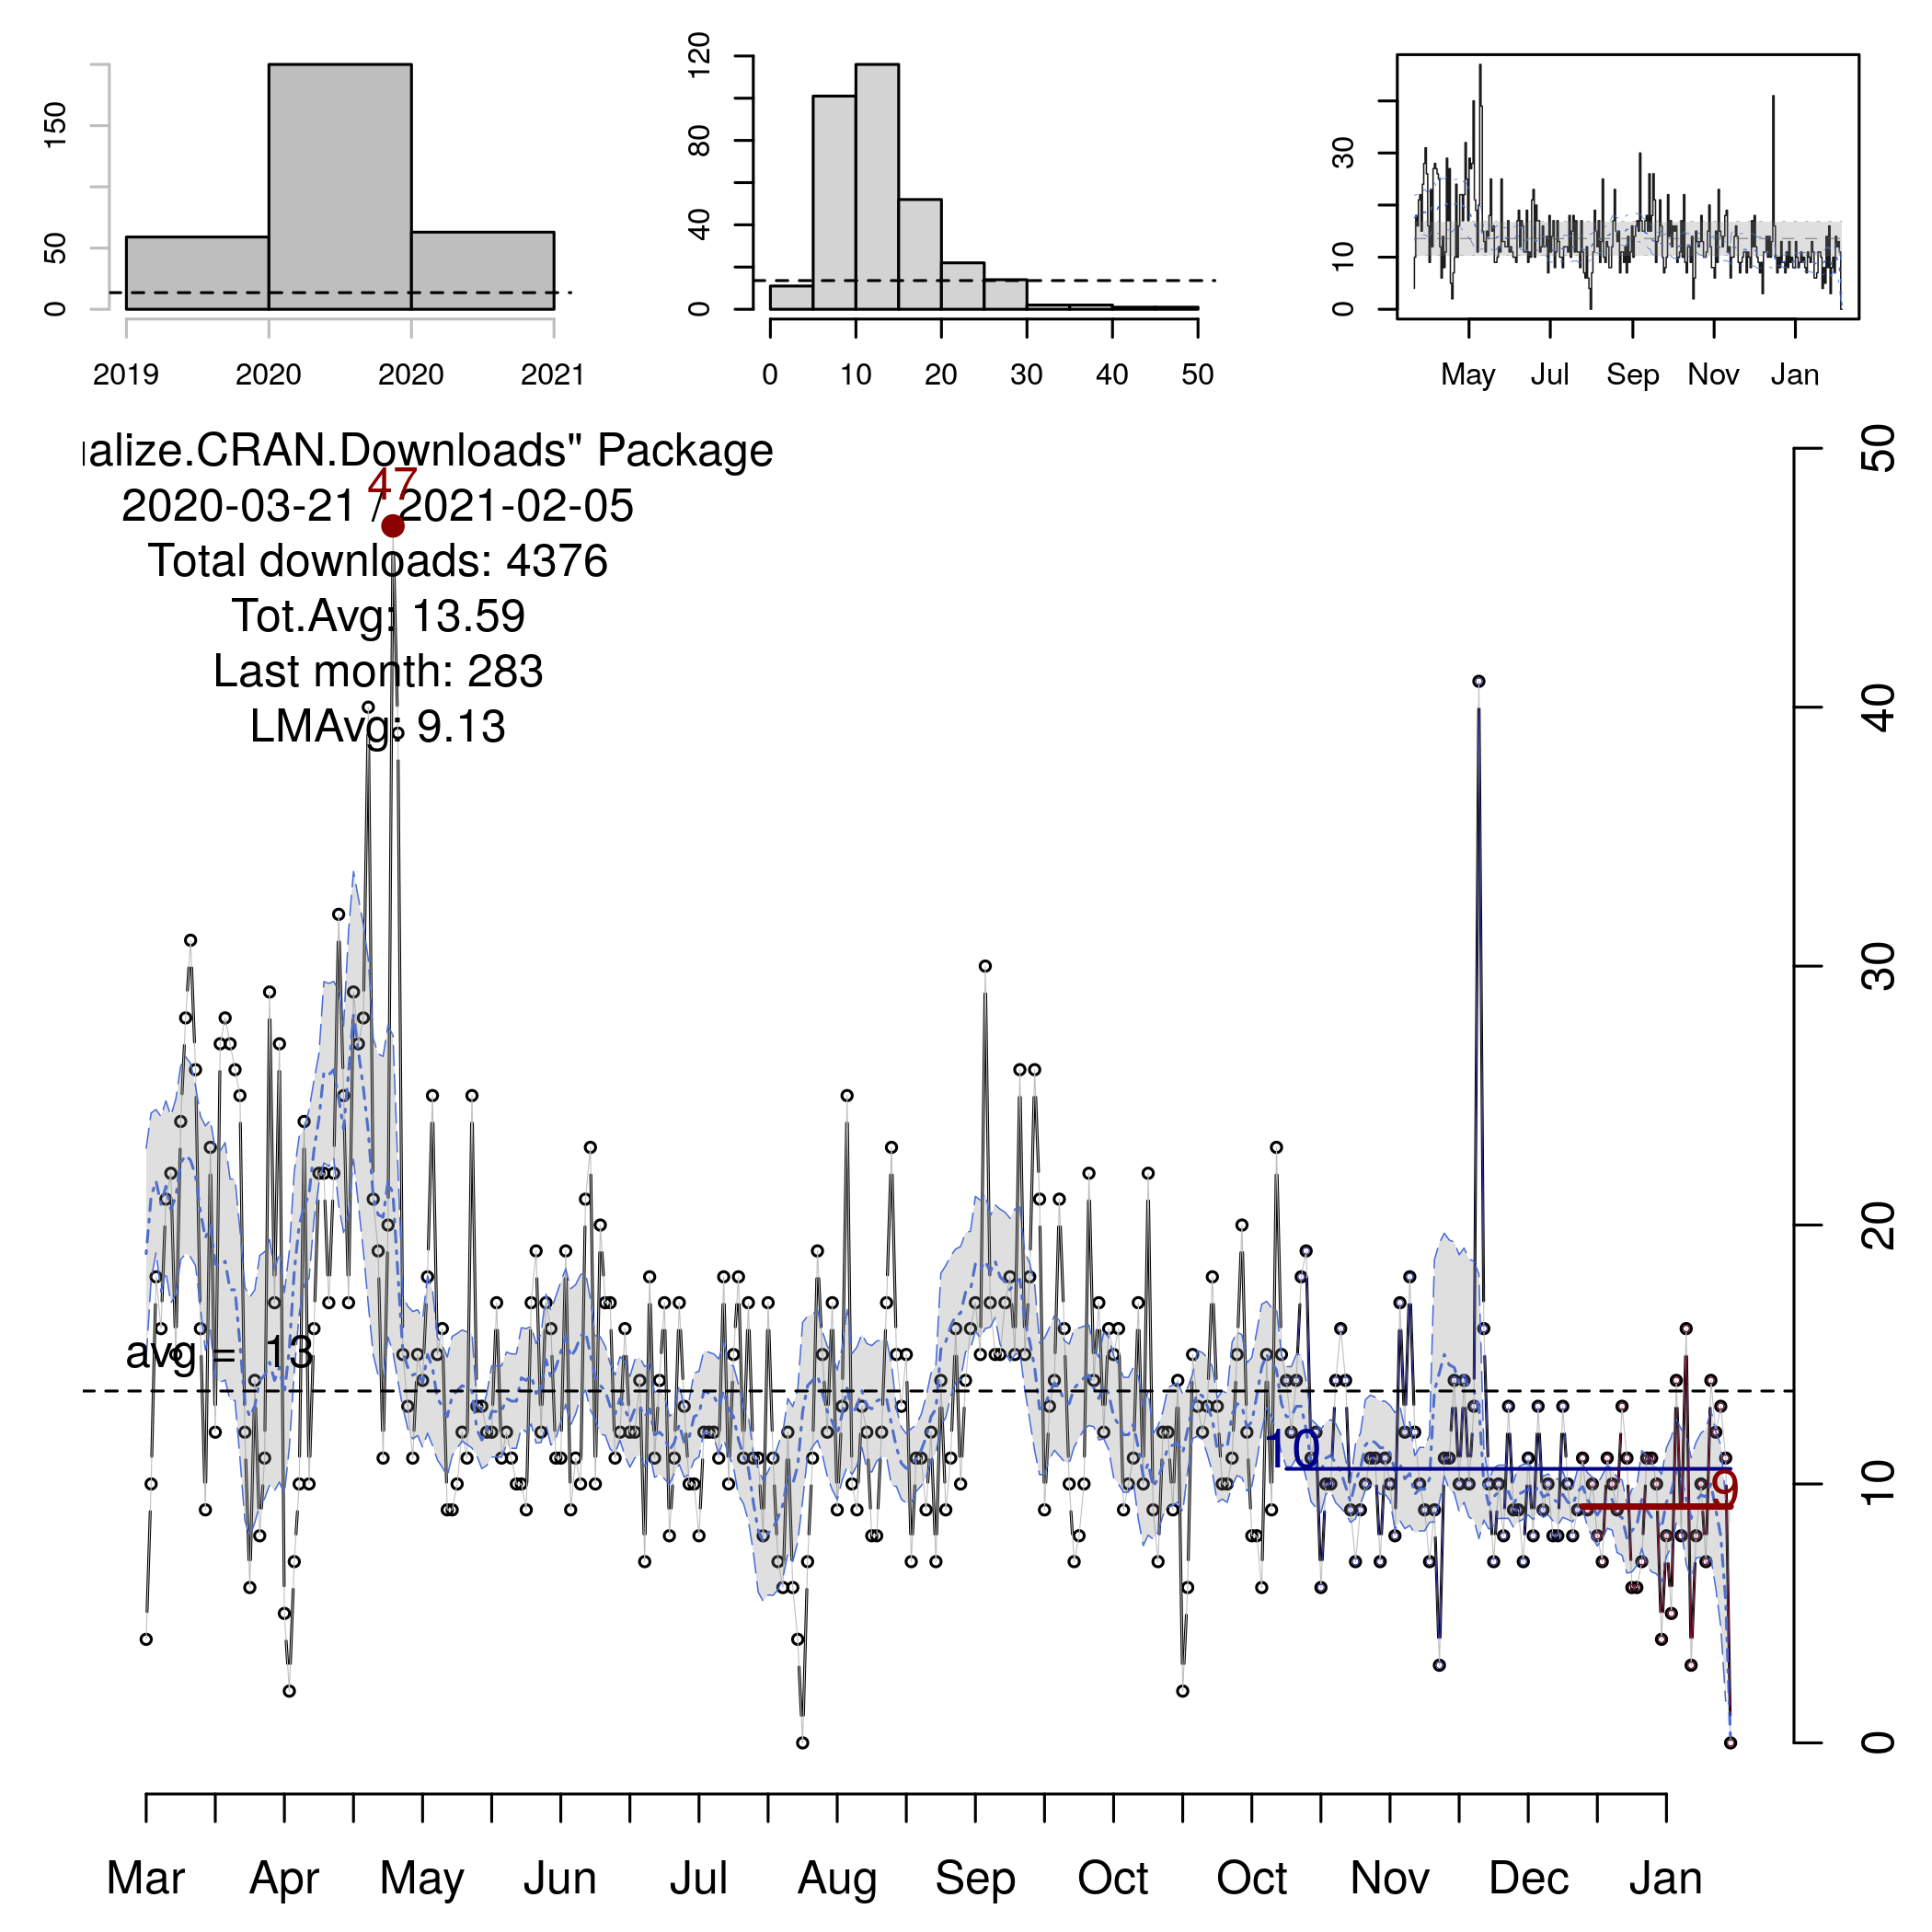 0
50
150
2019
2020
2020
2021
0
40
80
120
0
10
20
30
40
50
0
10
30
May
Jul
Sep
Nov
Jan
alize.CRAN.Downloads" Package
47
2020-03-21 / 2021-02-05
Total downloads: 4376
Tot.Avg: 13.59
Last month: 283
LMAvg: 9.13
avg = 13
10
9
50
40
30
20
10
0
Mar
Apr
May
Jun
Jul
Aug
Sep
Oct
Oct
Nov
Dec
Jan